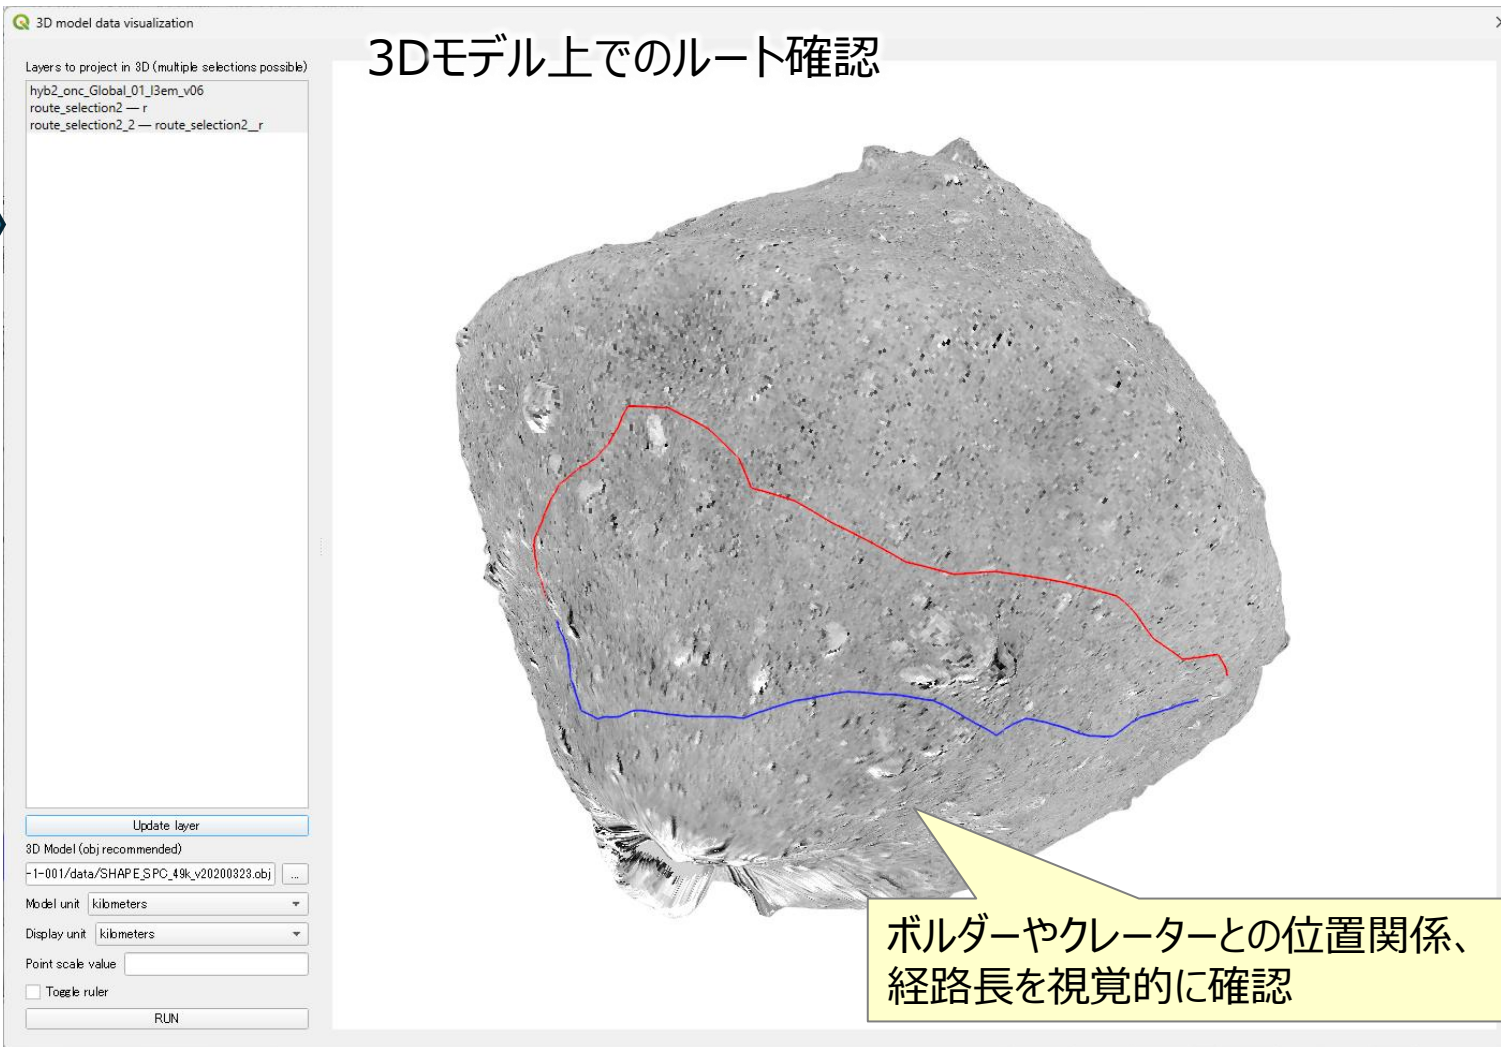 3D model data visualization
3Dモデル上でのルート確認
Layers to project in 3D (multiple selections possible)
hyb2_onc_Global_01_l3em_v06
route_selection2 — r
route_selection2_2 — route_selection2__r
Update layer
3D Model (obj recommended)
-1-001/data/SHAPE_SPC_49k_v20200323.obj
...
Model unit kilometers
Display unit kilometers
Point scale value
Toggle ruler
RUN
ボルダーやクレーターとの位置関係、
経路長を視覚的に確認